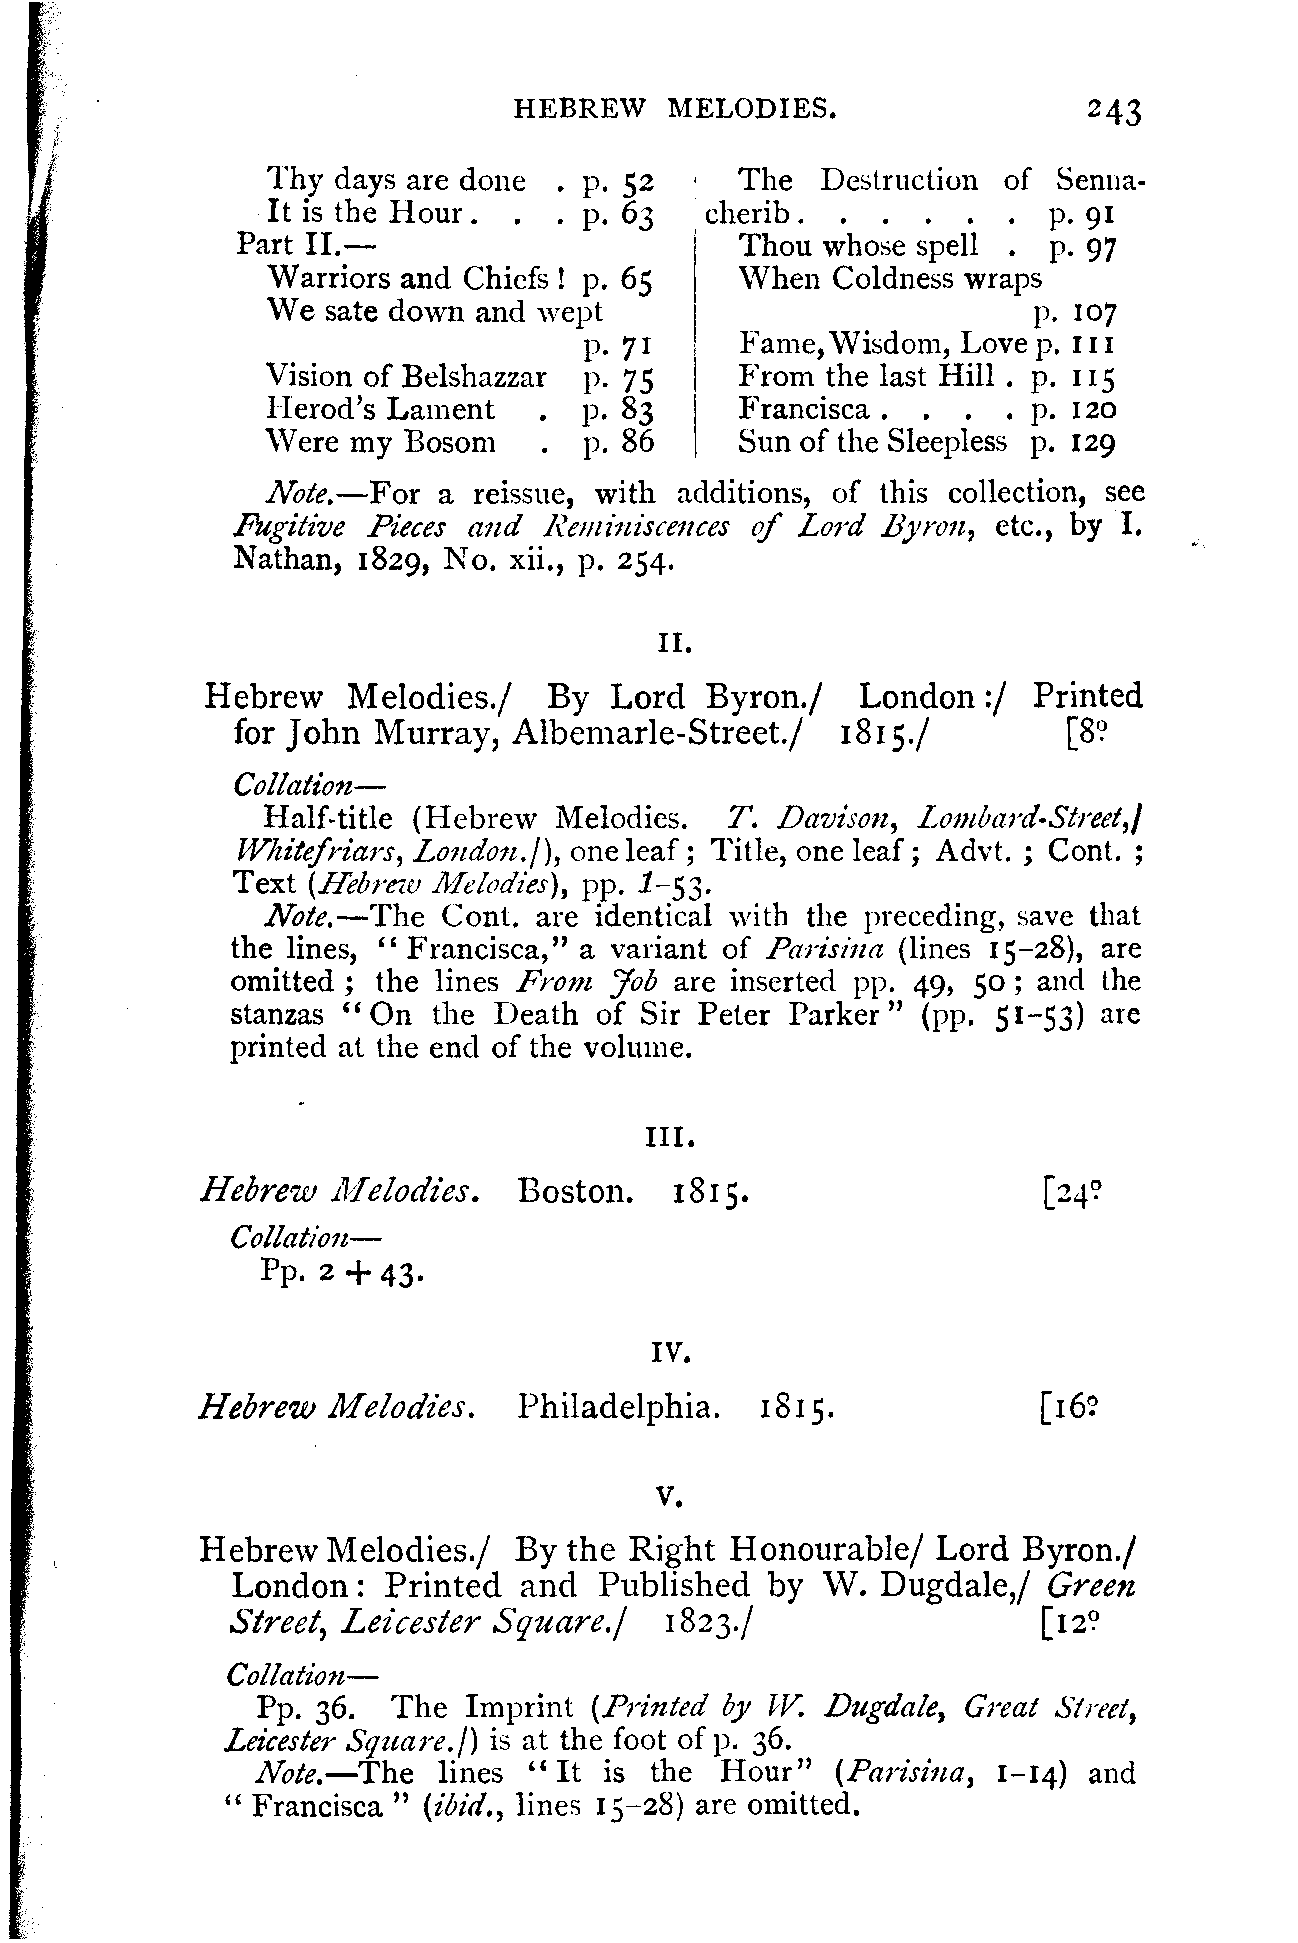 HEBREW MELODIES. 243
Thy days are done . p. 52
It is the Hour . . . p. 63
Part II.—
Warriors and Chiefs! p. 65
We sate down and wept
p. 71
Vision of Belshazzar p. 75
Herod's Lament . p. 83
Were my Bosom . p. 86
The Destruction of Senna-
cherib . . . . . . p. 91
Thou whose spell . p. 97
When Coldness wraps
p. 107
Fame, Wisdom, Love p. 111
From the last Hill . p. 115
Francisca . . . . p. 120
Sun of the Sleepless p. 129
Note.—For a reissue, with additions, of this collection, see
Fugitive Pieces and Reminiscences of Lord Byron, etc., by I.
Nathan, 1829, No. xii., p. 254.
II.
Hebrew Melodies./ By Lord Byron./ London:/ Printed
for John Murray, Albemarle-Street./ 1815./ [8º
Collation—
Half-title (Hebrew Melodies. T. Davison, Lombard-Street,/
Whitefriars, London./), one leaf; Title, one leaf; Advt.; Cont.;
Text (Hebrew Melodies), pp. 1–53.
Note.—The Cont. are identical with the preceding, save that
the lines, "Francisca," a variant of Parisina (lines 15–28), are
omitted; the lines From Job are inserted pp. 49, 50; and the
stanzas "On the Death of Sir Peter Parker" (pp. 51–53) are
printed at the end of the volume.
III.
Hebrew Melodies. Boston. 1815. [24º
Collation—
Pp. 2 + 43.
IV.
Hebrew Melodies. Philadelphia. 1815. [16º
V.
Hebrew Melodies./ By the Right Honourable/ Lord Byron./
London: Printed and Published by W. Dugdale,/ Green
Street, Leicester Square./ 1823./ [12º
Collation—
Pp. 36. The Imprint (Printed by W. Dugdale, Great Street,
Leicester Square./) is at the foot of p. 36.
Note.—The lines "It is the Hour" (Parisina, 1–14) and
"Francisca" (ibid., lines 15–28) are omitted.